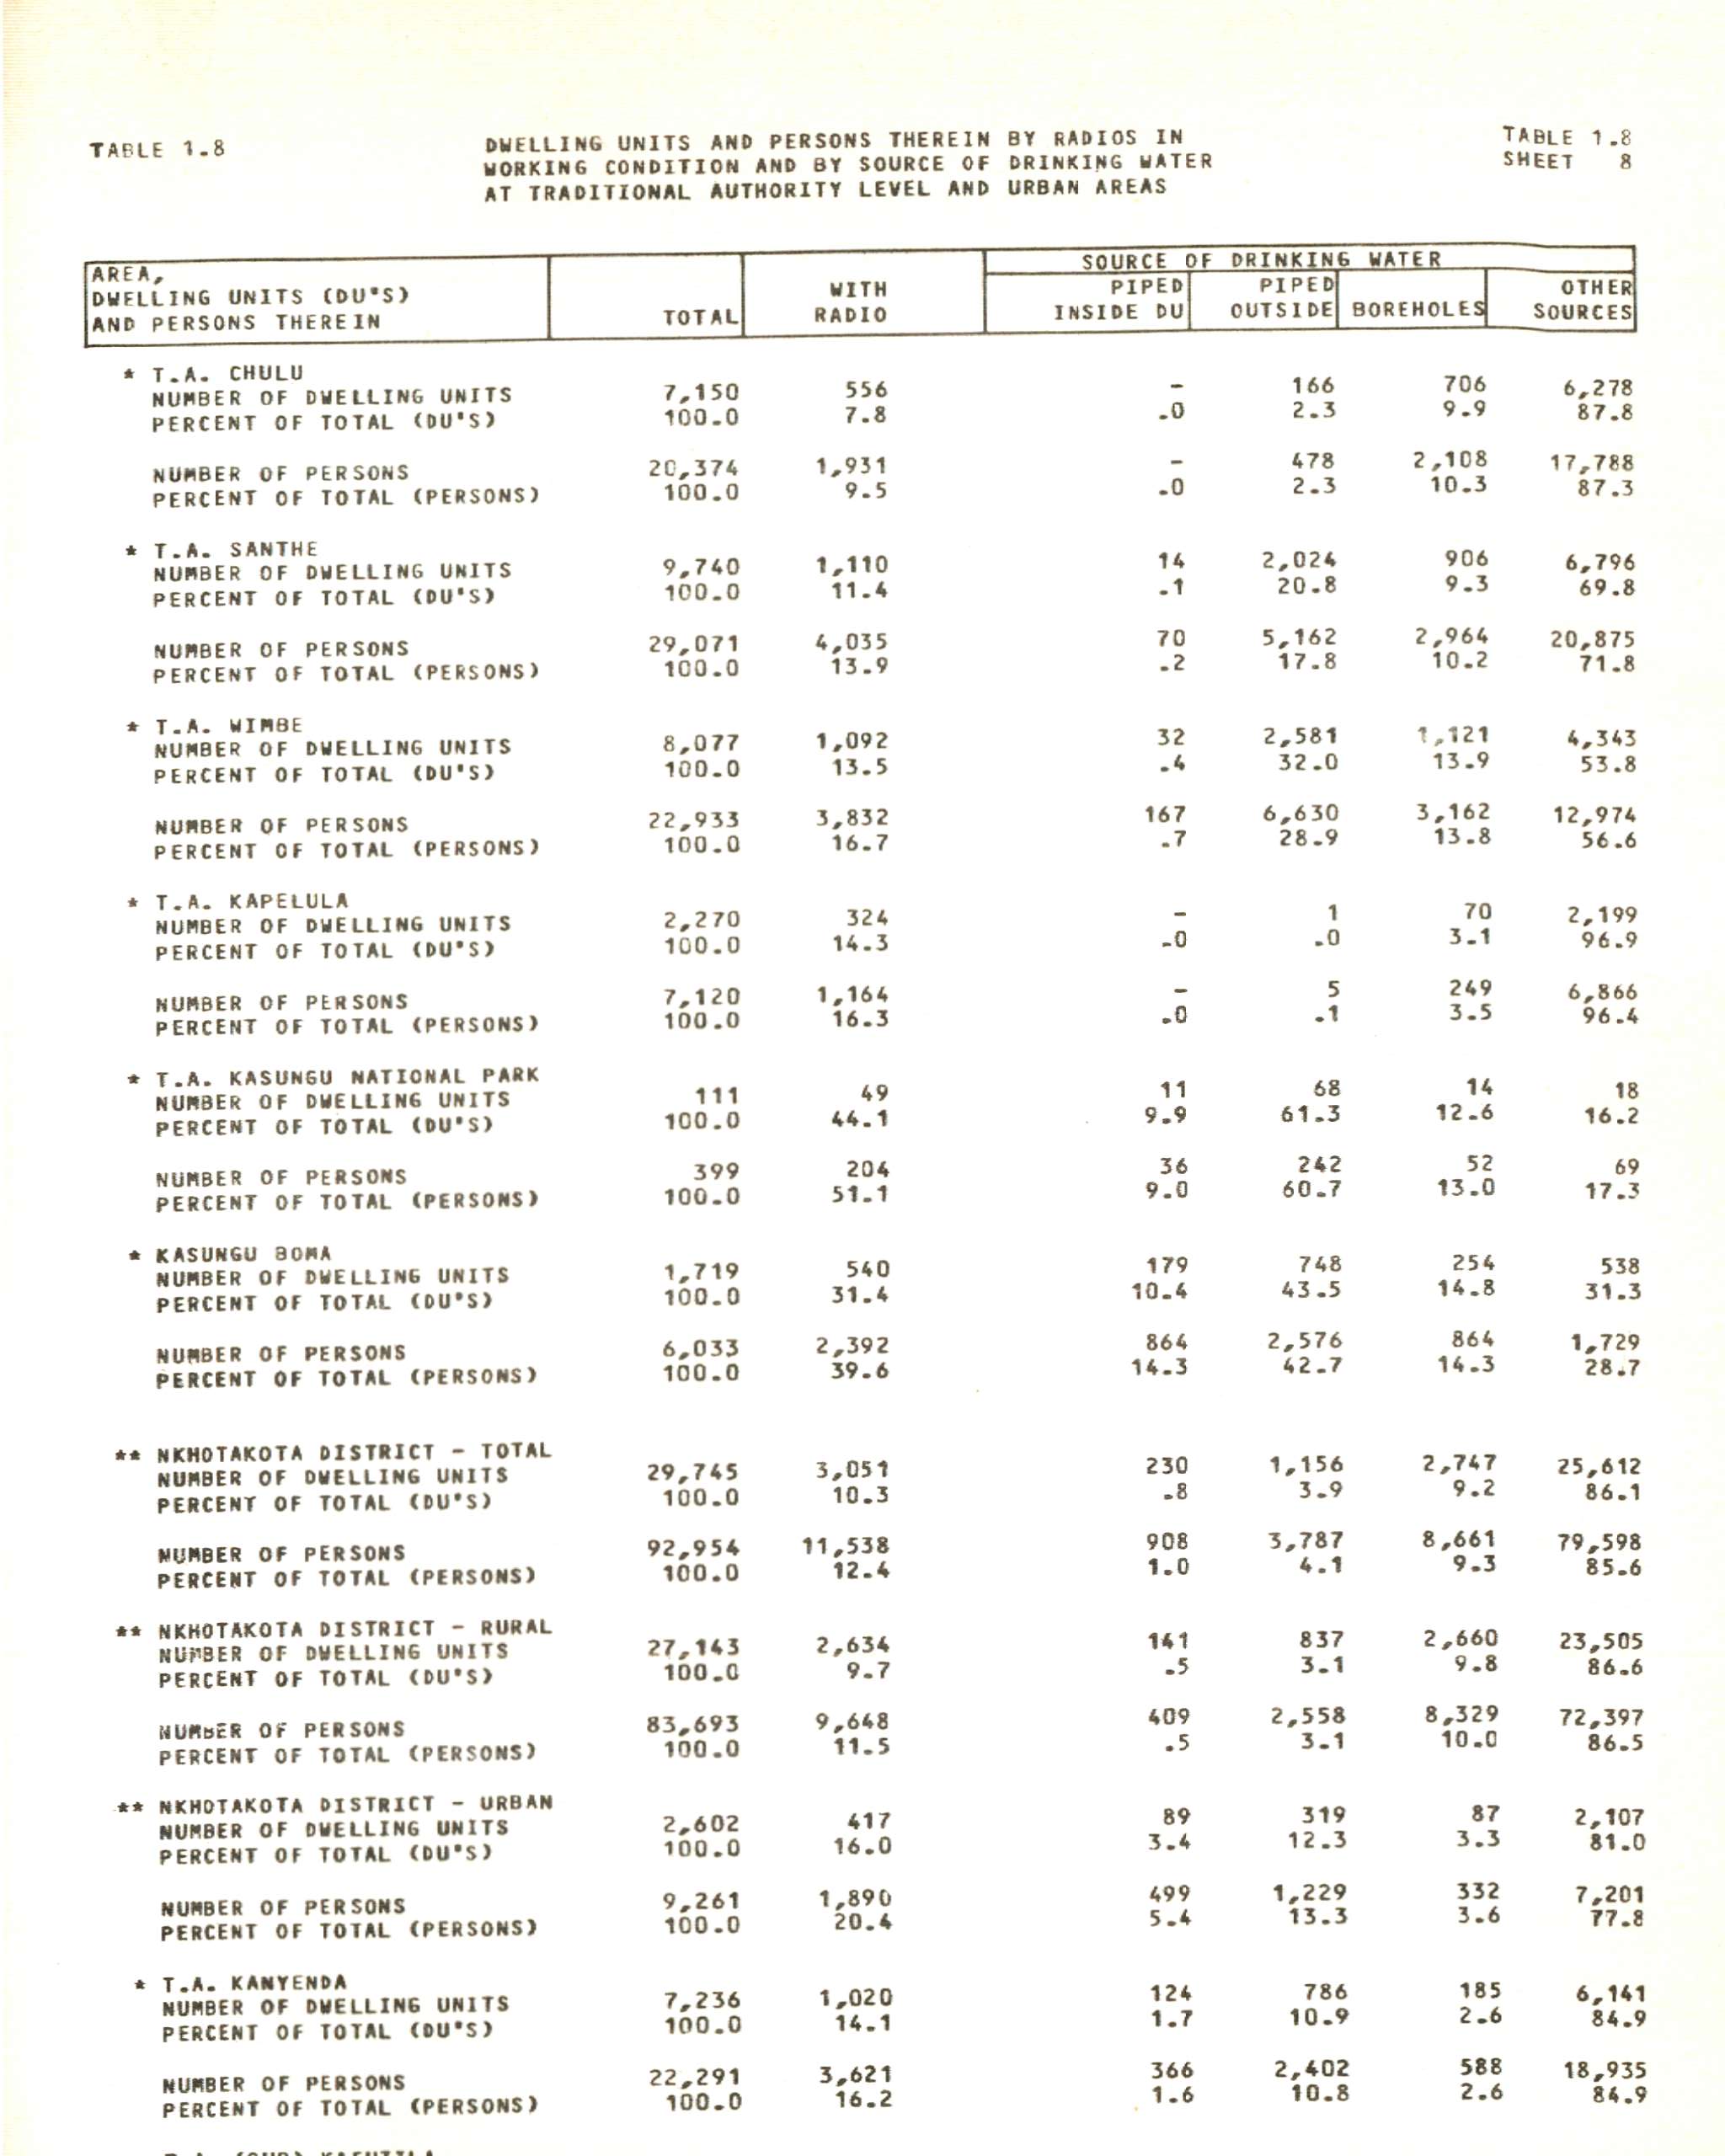 TABLE 1.8 DWELLING UNITS AND PERSONS THEREIN BY RADIOS IN TABLE 1.8
WORKING CONDITION AND BY SOURCE OF DRINKING WATER SHEET 8
AT TRADITIONAL AUTHORITY LEVEL AND URBAN AREAS
SOURCE OF DRINKING WATER
AREA,
DWELLING UNITS (DU'S) WITH PIPED PIPED OTHER
AND PERSONS THEREIN TOTAL RADIO INSIDE DU OUTSIDE BOREHOLES SOURCES
* T.A. CHULU
NUMBER OF DWELLING UNITS 7,150 556 - 166 706 6,278
PERCENT OF TOTAL (DU'S) 100.0 7.8 .0 2.3 9.9 87.8
NUMBER OF PERSONS 20,374 1,931 - 478 2,108 17,788
PERCENT OF TOTAL (PERSONS) 100.0 9.5 .0 2.3 10.3 87.3
* T.A. SANTHE
NUMBER OF DWELLING UNITS 9,740 1,110 14 2,024 906 6,796
PERCENT OF TOTAL (DU'S) 100.0 11.4 .1 20.8 9.3 69.8
NUMBER OF PERSONS 29,071 4,035 70 5,162 2,964 20,875
PERCENT OF TOTAL (PERSONS) 100.0 13.9 .2 17.8 10.2 71.8
* T.A. WIMBE
NUMBER OF DWELLING UNITS 8,077 1,092 32 2,581 1,121 4,343
PERCENT OF TOTAL (DU'S) 100.0 13.5 .4 32.0 13.9 53.8
NUMBER OF PERSONS 22,933 3,832 167 6,630 3,162 12,974
PERCENT OF TOTAL (PERSONS) 100.0 16.7 .7 28.9 13.8 56.6
* T.A. KAPELULA
NUMBER OF DWELLING UNITS 2,270 324 - 1 70 2,199
PERCENT OF TOTAL (DU'S) 100.0 14.3 .0 .0 3.1 96.9
NUMBER OF PERSONS 7,120 1,164 - 5 249 6,866
PERCENT OF TOTAL (PERSONS) 100.0 16.3 .0 .1 3.5 96.4
* T.A. KASUNGU NATIONAL PARK
NUMBER OF DWELLING UNITS 111 49 11 68 14 18
PERCENT OF TOTAL (DU'S) 100.0 44.1 9.9 61.3 12.6 16.2
NUMBER OF PERSONS 399 204 36 242 52 69
PERCENT OF TOTAL (PERSONS) 100.0 51.1 9.0 60.7 13.0 17.3
* KASUNGU BOMA
NUMBER OF DWELLING UNITS 1,719 540 179 748 254 538
PERCENT OF TOTAL (DU'S) 100.0 31.4 10.4 43.5 14.8 31.3
NUMBER OF PERSONS 6,033 2,392 864 2,576 864 1,729
PERCENT OF TOTAL (PERSONS) 100.0 39.6 14.3 42.7 14.3 28.7
** NKHOTAKOTA DISTRICT - TOTAL
NUMBER OF DWELLING UNITS 29,745 3,051 230 1,156 2,747 25,612
PERCENT OF TOTAL (DU'S) 100.0 10.3 .8 3.9 9.2 86.1
NUMBER OF PERSONS 92,954 11,538 908 3,787 8,661 79,598
PERCENT OF TOTAL (PERSONS) 100.0 12.4 1.0 4.1 9.3 85.6
** NKHOTAKOTA DISTRICT - RURAL
NUMBER OF DWELLING UNITS 27,143 2,634 141 837 2,660 23,505
PERCENT OF TOTAL (DU'S) 100.0 9.7 .5 3.1 9.8 86.6
NUMBER OF PERSONS 83,693 9,648 409 2,558 8,329 72,397
PERCENT OF TOTAL (PERSONS) 100.0 11.5 .5 3.1 10.0 86.5
** NKHOTAKOTA DISTRICT - URBAN
NUMBER OF DWELLING UNITS 2,602 417 89 319 87 2,107
PERCENT OF TOTAL (DU'S) 100.0 16.0 3.4 12.3 3.3 81.0
NUMBER OF PERSONS 9,261 1,890 499 1,229 332 7,201
PERCENT OF TOTAL (PERSONS) 100.0 20.4 5.4 13.3 3.6 77.8
* T.A. KANYENDA
NUMBER OF DWELLING UNITS 7,236 1,020 124 786 185 6,141
PERCENT OF TOTAL (DU'S) 100.0 14.1 1.7 10.9 2.6 84.9
NUMBER OF PERSONS 22,291 3,621 366 2,402 588 18,935
PERCENT OF TOTAL (PERSONS) 100.0 16.2 1.6 10.8 2.6 84.9